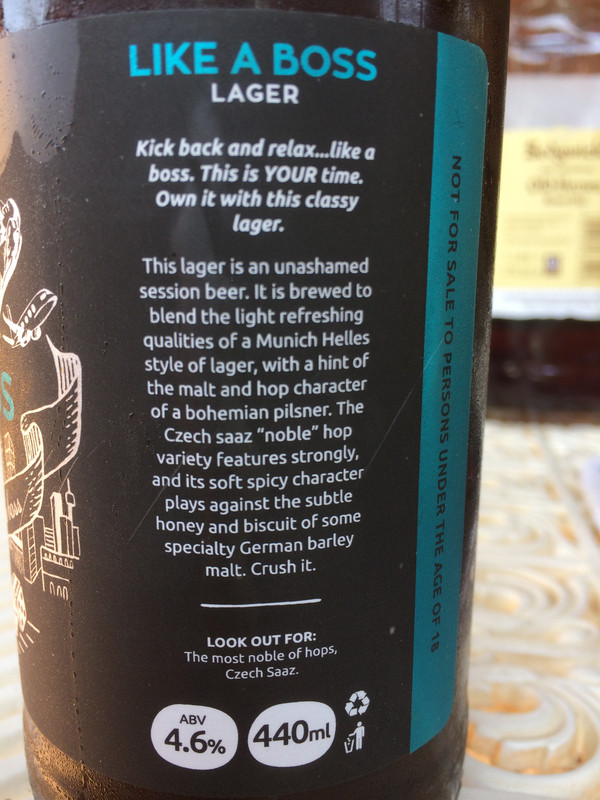 LIKE A BOSS
LAGER
Kick back and relax...like a
boss. This is YOUR time.
Own it with this classy
lager.
This lager is an unashamed
session beer. It is brewed to
blend the light refreshing
qualities of a Munich Helles
style of lager, with a hint of
the malt and hop character
of a bohemian pilsner. The
Czech saaz “noble” hop
variety features strongly,
and its soft spicy character
plays against the subtle
honey and biscuit of some
specialty German barley
malt. Crush it.
LOOK OUT FOR:
The most noble of hops,
Czech Saaz.
ABV
4.6%
440ml
NOT FOR SALE TO PERSONS UNDER THE AGE OF 18
S